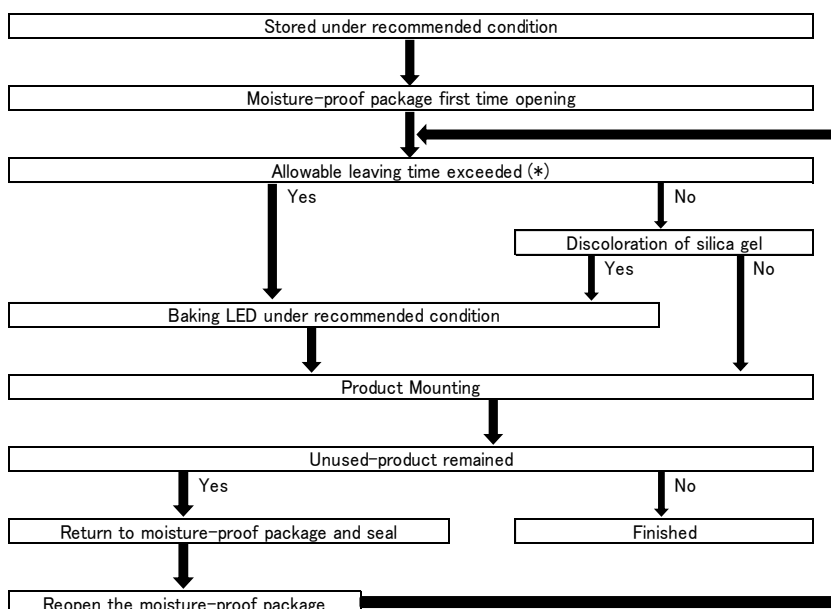 Stored under recommended condition
Moisture-proof package first time opening
Allowable leaving time exceeded (*)
Yes
No
Discoloration of silica gel
Yes
No
Baking LED under recommended condition
Product Mounting
Unused-product remained
Yes
No
Return to moisture-proof package and seal
Finished
Reopen the moisture-proof package